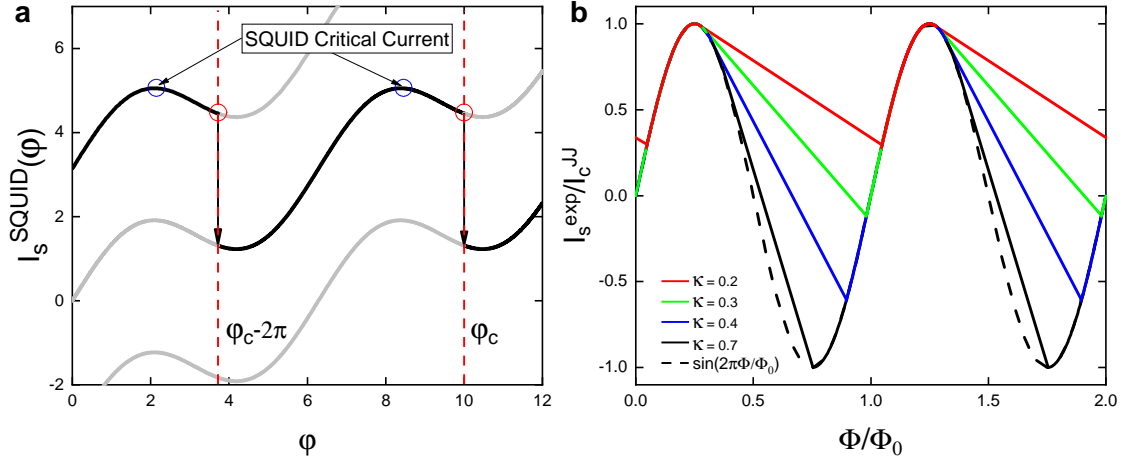 a
SQUID Critical Current
I_s^SQUID(φ)
6
4
2
0
-2
φ_c-2π
φ_c
0
2
4
6
8
10
12
φ
b
I_s^exp/I_c^JJ
1.0
0.5
0.0
-0.5
-1.0
κ = 0.2
κ = 0.3
κ = 0.4
κ = 0.7
sin(2πΦ/Φ_0)
0.0
0.5
1.0
1.5
2.0
Φ/Φ_0